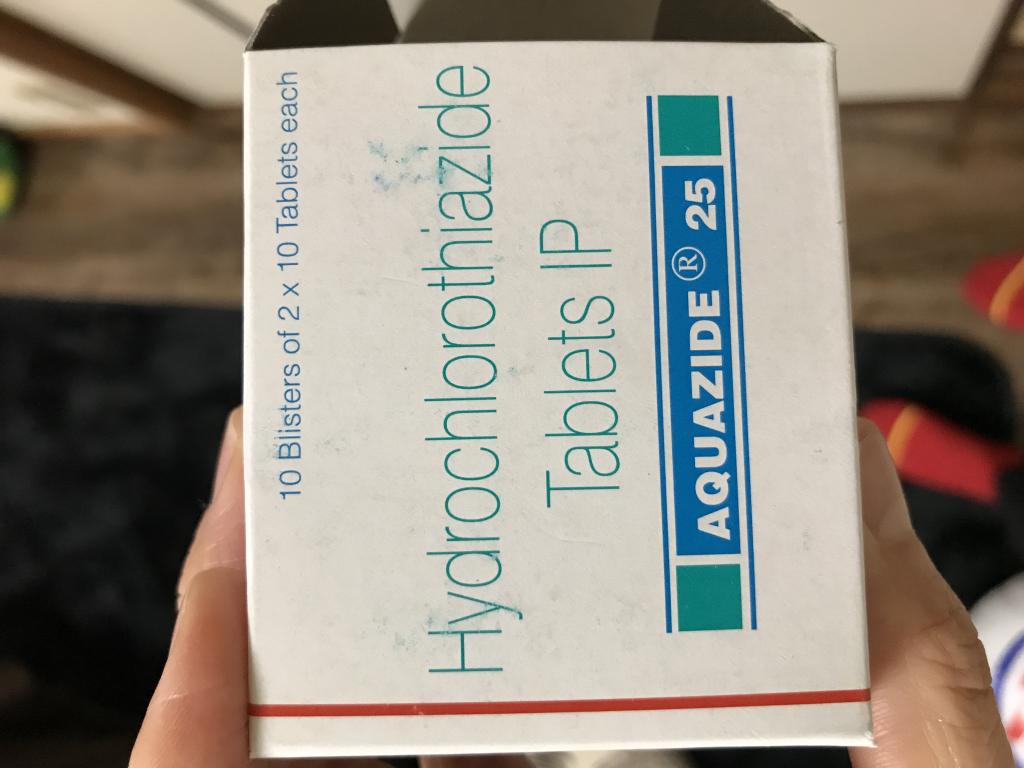 10 Blisters of 2 x 10 Tablets each
Hydrochlorothiazide
Tablets IP
AQUAZIDE® 25